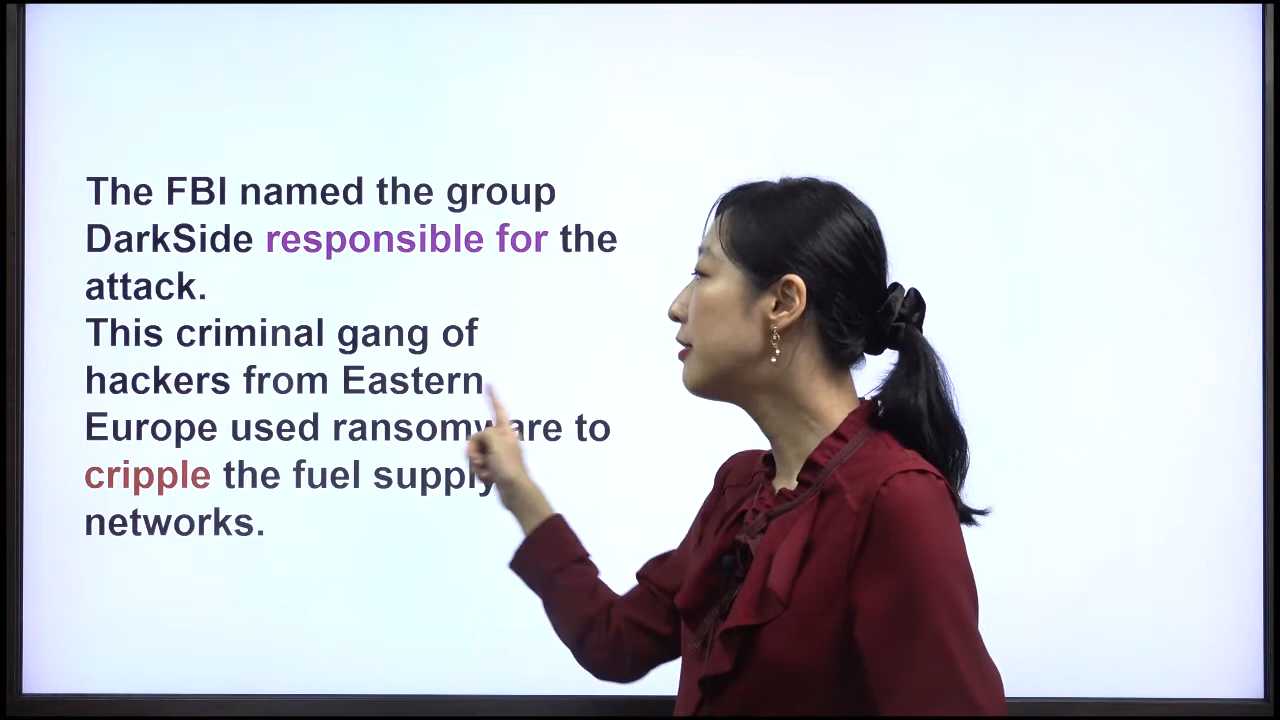 The FBI named the group
DarkSide responsible for the
attack.
This criminal gang of
hackers from Eastern
Europe used ransomware to
cripple the fuel supply
networks.